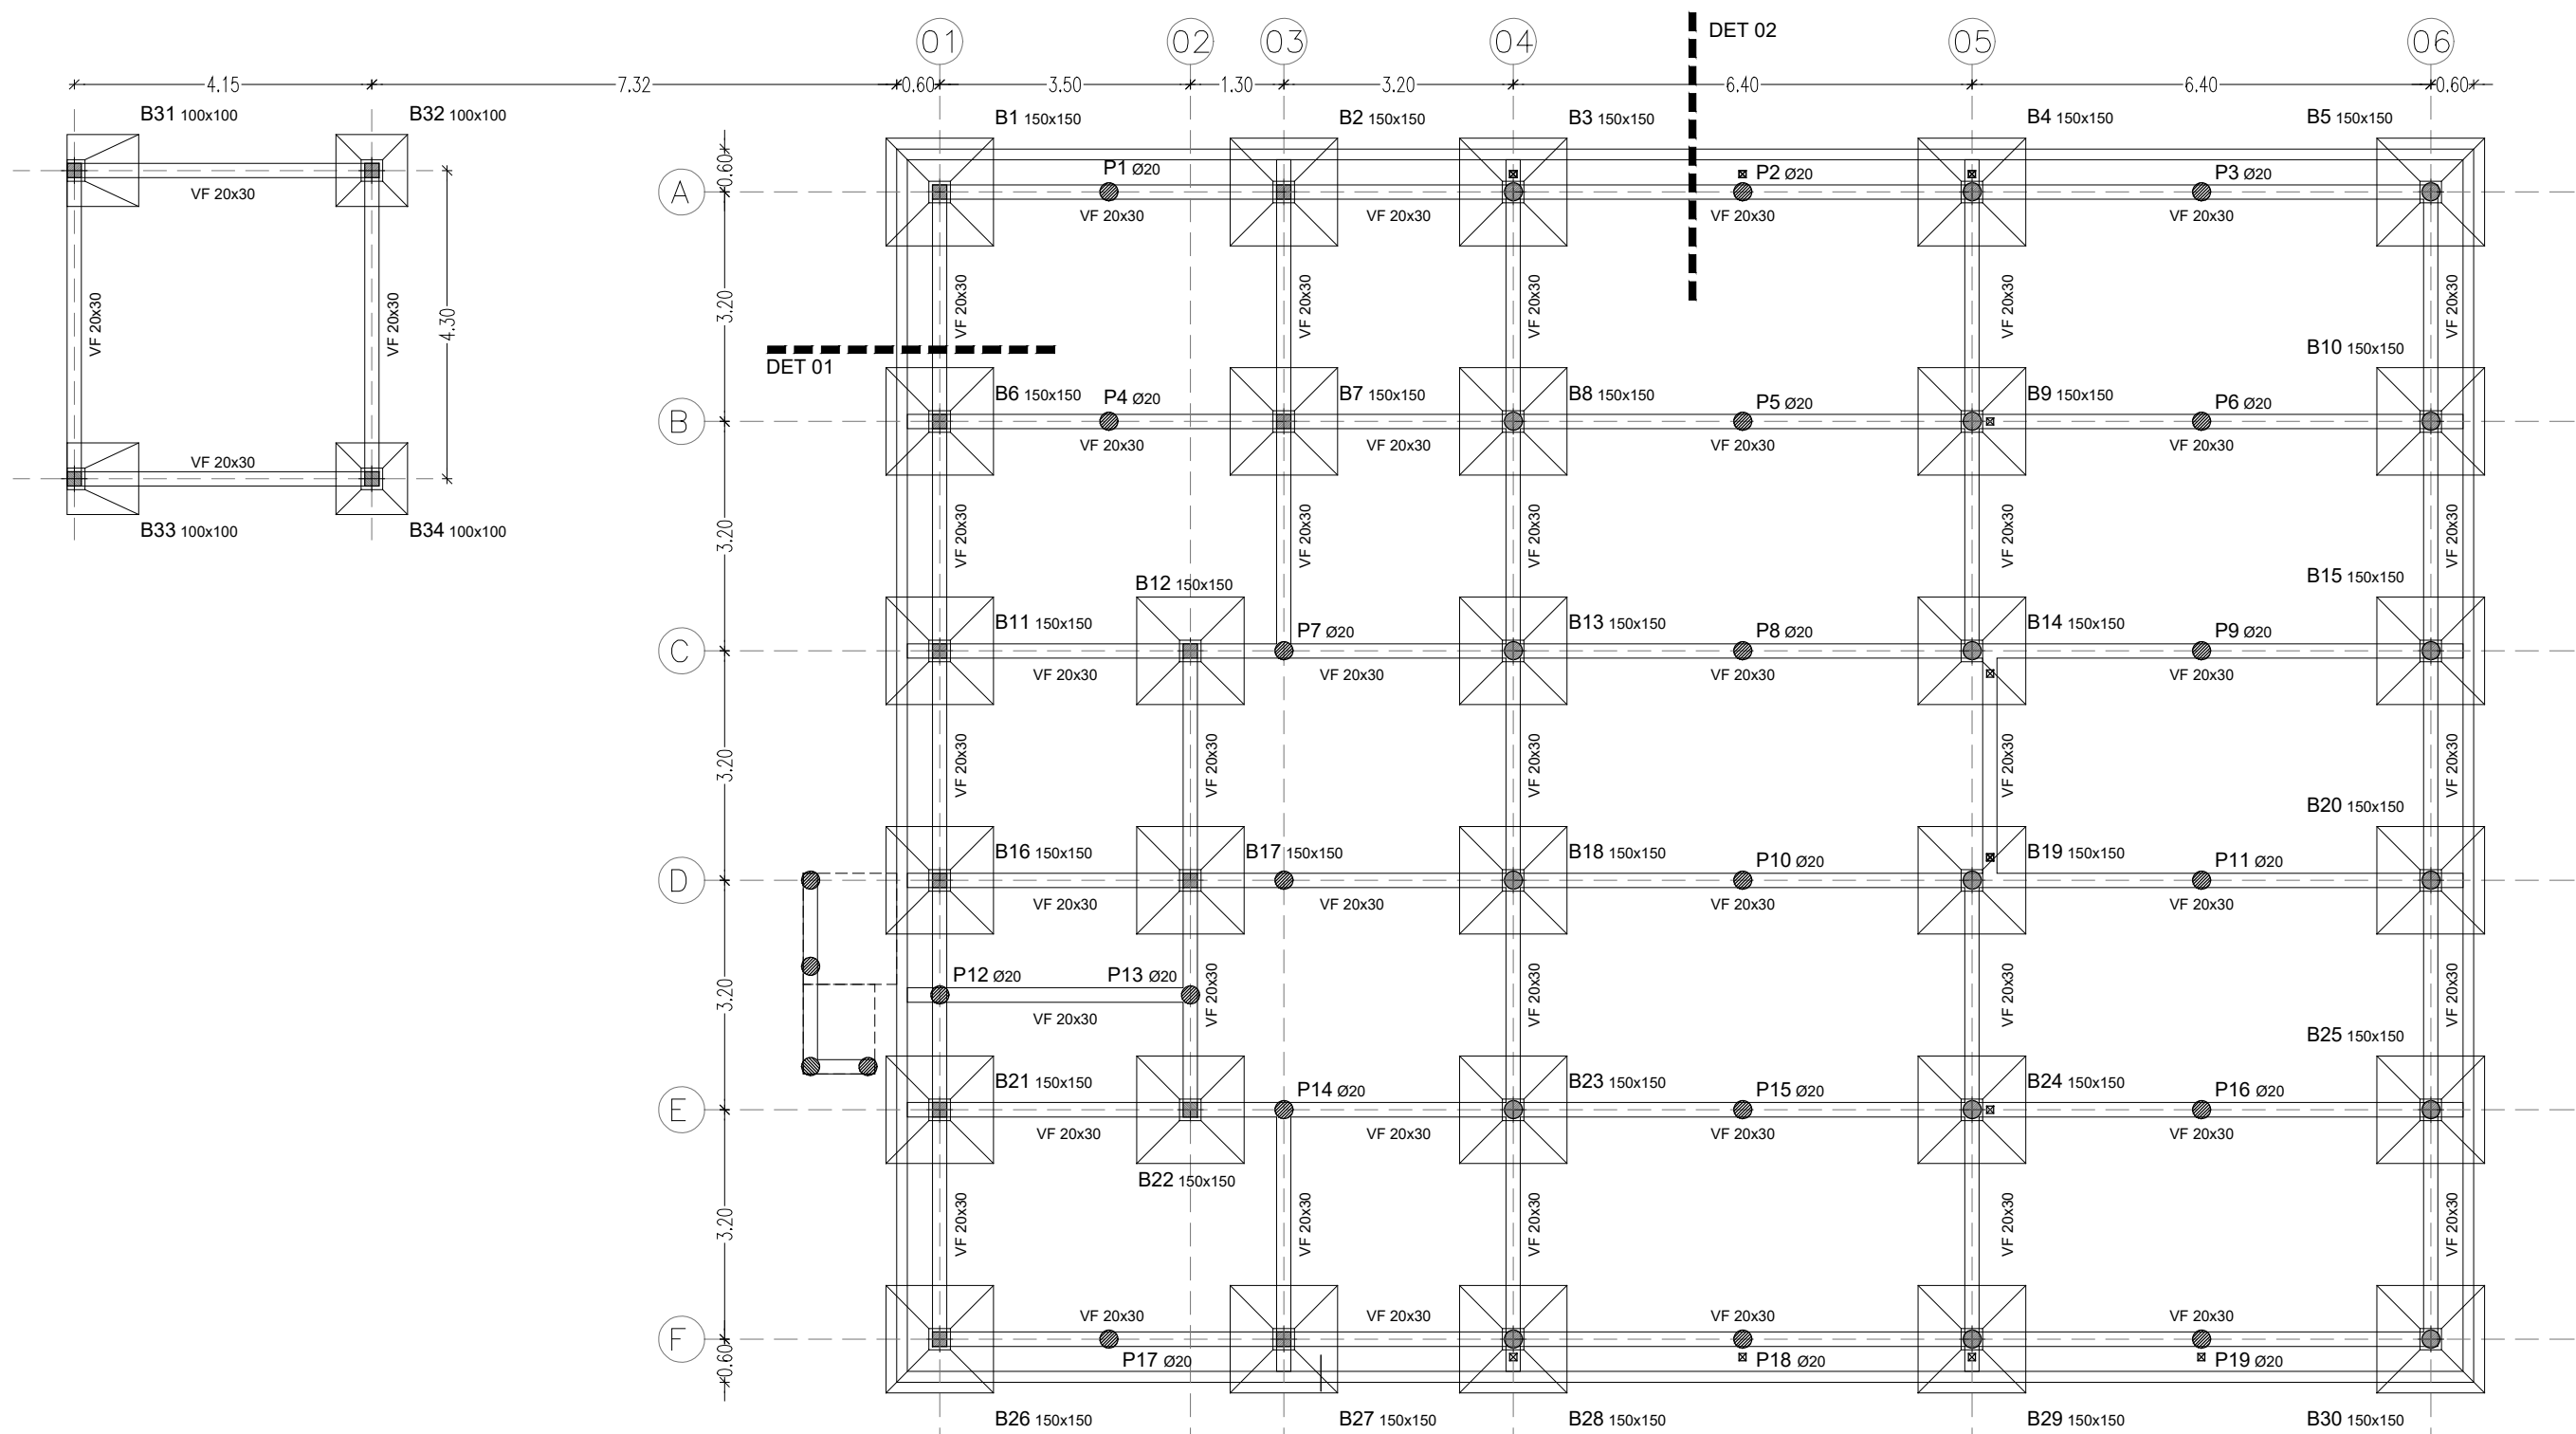 01 02 03 04 05 06
DET 02
4.15 7.32 0.60 3.50 1.30 3.20 6.40 6.40 0.60
B31 100x100 B32 100x100
B1 150x150 B2 150x150 B3 150x150 B4 150x150 B5 150x150
0.60
A
P1 Ø20 P2 Ø20 P3 Ø20
VF 20x30
VF 20x30 VF 20x30 VF 20x30 VF 20x30
VF 20x30 VF 20x30 4.30
3.20
VF 20x30 VF 20x30 VF 20x30 VF 20x30 VF 20x30
DET 01
B10 150x150
B6 150x150 P4 Ø20 B7 150x150 B8 150x150 P5 Ø20 B9 150x150 P6 Ø20
B
VF 20x30 VF 20x30 VF 20x30 VF 20x30
VF 20x30
B33 100x100 B34 100x100
3.20
VF 20x30 VF 20x30 VF 20x30 VF 20x30 VF 20x30
B12 150x150 B15 150x150
B11 150x150 P7 Ø20 B13 150x150 P8 Ø20 B14 150x150 P9 Ø20
C
VF 20x30 VF 20x30 VF 20x30 VF 20x30
3.20
VF 20x30 VF 20x30 VF 20x30 VF 20x30 VF 20x30
B20 150x150
B16 150x150 B17 150x150 B18 150x150 P10 Ø20 B19 150x150 P11 Ø20
D
VF 20x30 VF 20x30 VF 20x30 VF 20x30
3.20
P12 Ø20 P13 Ø20
VF 20x30 VF 20x30 VF 20x30 VF 20x30
VF 20x30
B25 150x150
B21 150x150 P14 Ø20 B23 150x150 P15 Ø20 B24 150x150 P16 Ø20
E
VF 20x30 VF 20x30 VF 20x30 VF 20x30
B22 150x150
3.20
VF 20x30 VF 20x30 VF 20x30 VF 20x30 VF 20x30
VF 20x30 VF 20x30 VF 20x30 VF 20x30
F
0.60
P17 Ø20 P18 Ø20 P19 Ø20
B26 150x150 B27 150x150 B28 150x150 B29 150x150 B30 150x150